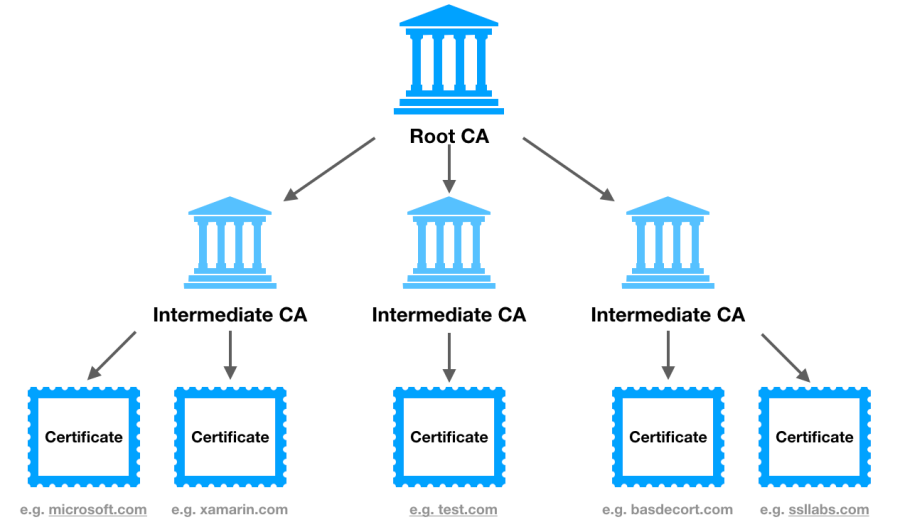 Root CA
Intermediate CA
Intermediate CA
Intermediate CA
Certificate
Certificate
Certificate
Certificate
Certificate
e.g. microsoft.com
e.g. xamarin.com
e.g. test.com
e.g. basdecort.com
e.g. ssllabs.com